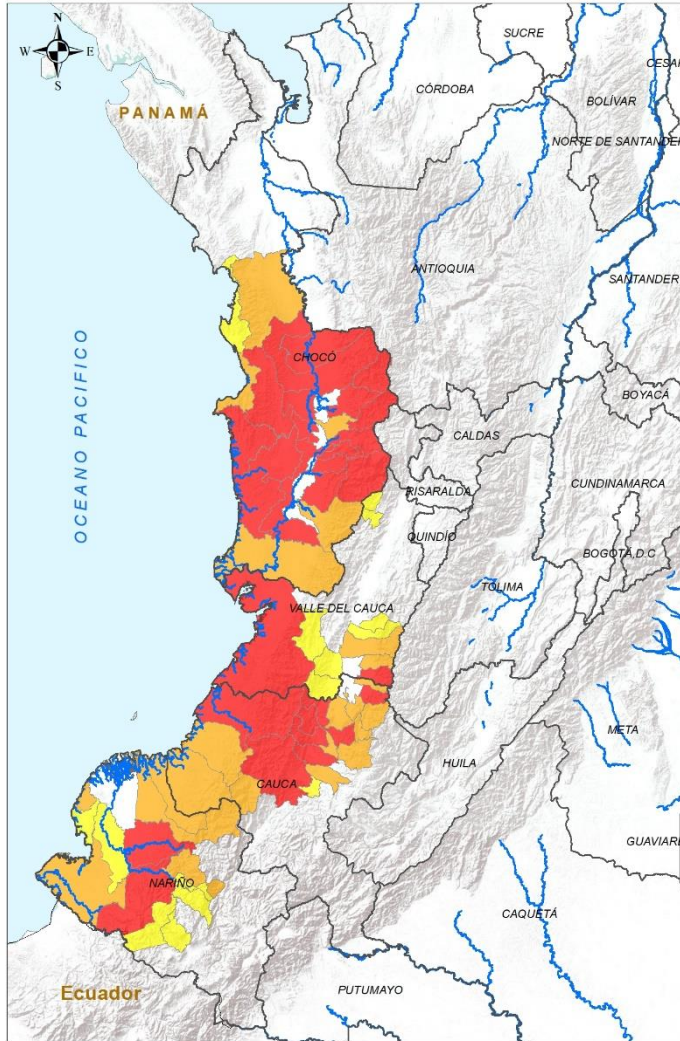 N
W E
S
SUCRE
CESAR
CÓRDOBA
BOLÍVAR
PANAMÁ
NORTE DE SANTANDER
ANTIOQUIA
SANTANDER
CHOCÓ
BOYACÁ
OCEANO PACIFICO
CALDAS
CUNDINAMARCA
RISARALDA
QUINDÍO
BOGOTÁ,D.C
TOLIMA
VALLE DEL CAUCA
META
HUILA
CAUCA
GUAVIARE
NARIÑO
CAQUETÁ
Ecuador
PUTUMAYO